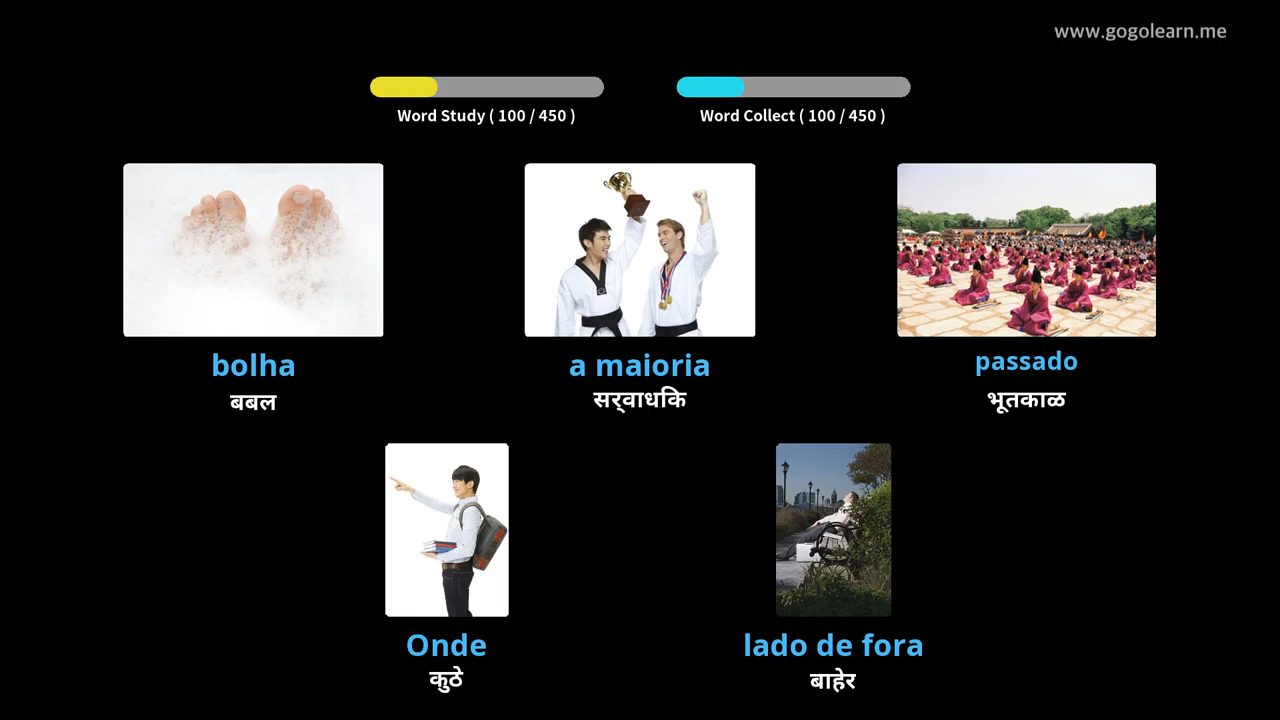 www.gogolearn.me
Word Study ( 100 / 450 )
Word Collect ( 100 / 450 )
bolha
बबल
a maioria
सर्वाधिक
passado
भूतकाळ
Onde
कुठे
lado de fora
बाहेर